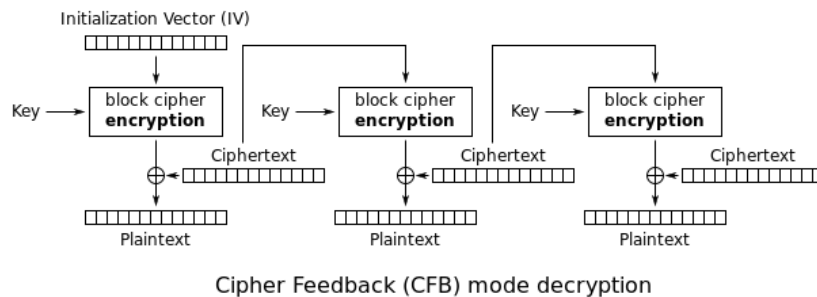 Initialization Vector (IV)
Key
block cipher
encryption
Key
block cipher
encryption
Key
block cipher
encryption
Ciphertext
Ciphertext
Ciphertext
Plaintext
Plaintext
Plaintext
Cipher Feedback (CFB) mode decryption